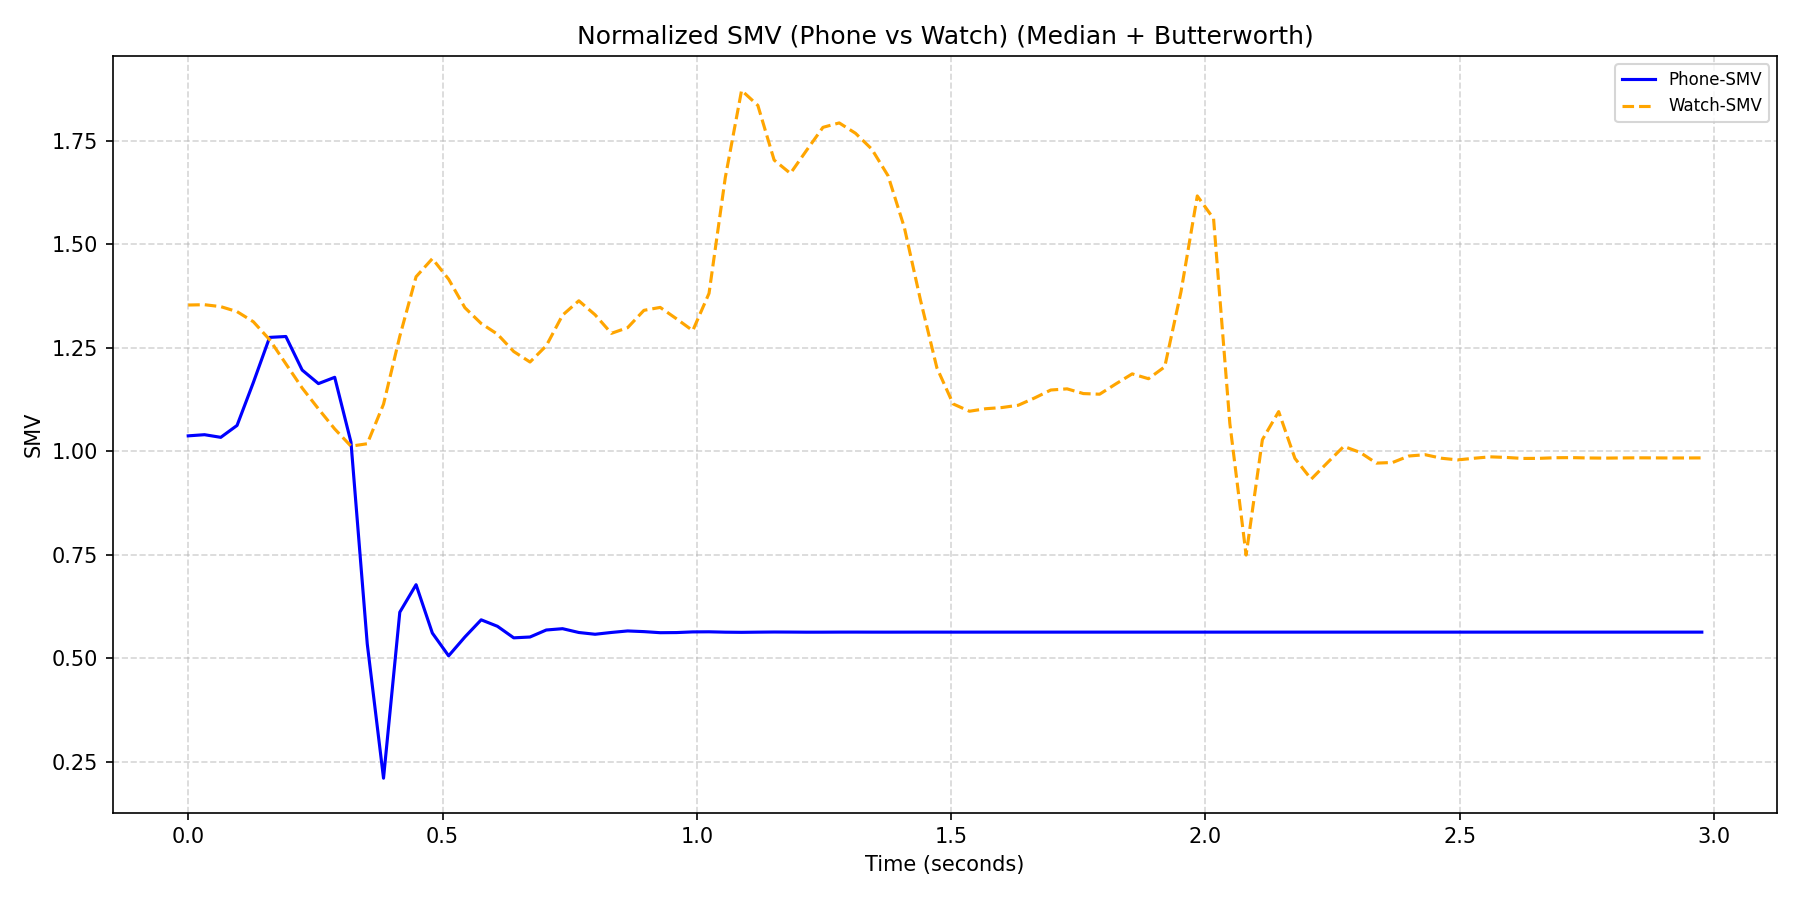 Normalized SMV (Phone vs Watch) (Median + Butterworth)
Phone-SMV
Watch-SMV
1.75
1.50
1.25
1.00
0.75
0.50
0.25
SMV
0.0 0.5 1.0 1.5 2.0 2.5 3.0
Time (seconds)